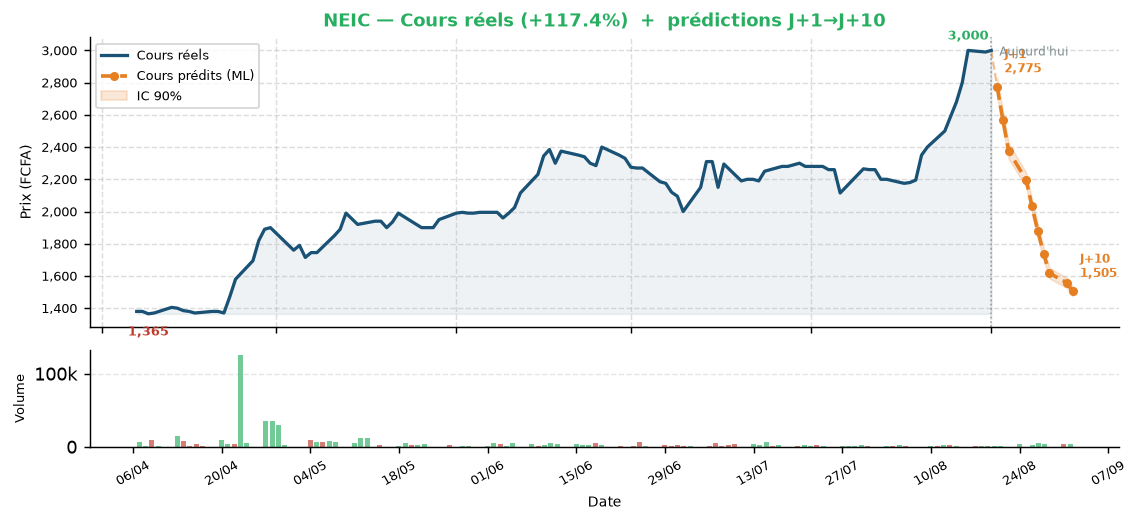 NEIC — Cours réels (+117.4%)  +  prédictions J+1→J+10
Cours réels
Cours prédits (ML)
IC 90%
3,000
Aujourd'hui
J+1
2,775
J+10
1,505
1,365
Prix (FCFA)
3,000
2,800
2,600
2,400
2,200
2,000
1,800
1,600
1,400
Volume
100k
0
06/04
20/04
04/05
18/05
01/06
15/06
29/06
13/07
27/07
10/08
24/08
07/09
Date